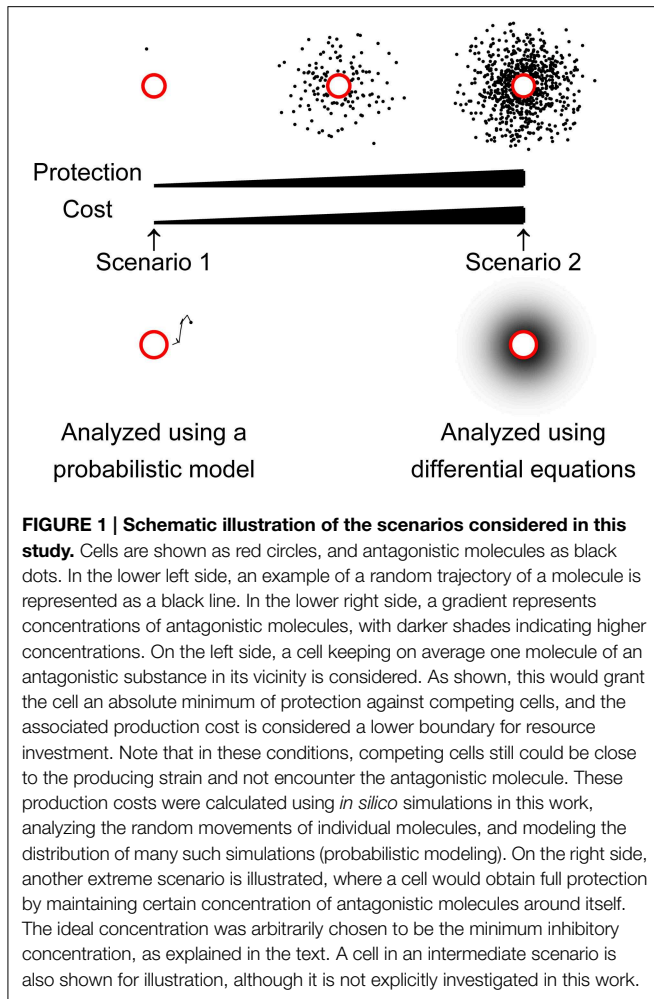 Protection
Cost
Scenario 1
Scenario 2
Analyzed using a
probabilistic model
Analyzed using
differential equations
FIGURE 1 | Schematic illustration of the scenarios considered in this
study. Cells are shown as red circles, and antagonistic molecules as black
dots. In the lower left side, an example of a random trajectory of a molecule is
represented as a black line. In the lower right side, a gradient represents
concentrations of antagonistic molecules, with darker shades indicating higher
concentrations. On the left side, a cell keeping on average one molecule of an
antagonistic substance in its vicinity is considered. As shown, this would grant
the cell an absolute minimum of protection against competing cells, and the
associated production cost is considered a lower boundary for resource
investment. Note that in these conditions, competing cells still could be close
to the producing strain and not encounter the antagonistic molecule. These
production costs were calculated using in silico simulations in this work,
analyzing the random movements of individual molecules, and modeling the
distribution of many such simulations (probabilistic modeling). On the right side,
another extreme scenario is illustrated, where a cell would obtain full protection
by maintaining certain concentration of antagonistic molecules around itself.
The ideal concentration was arbitrarily chosen to be the minimum inhibitory
concentration, as explained in the text. A cell in an intermediate scenario is
also shown for illustration, although it is not explicitly investigated in this work.